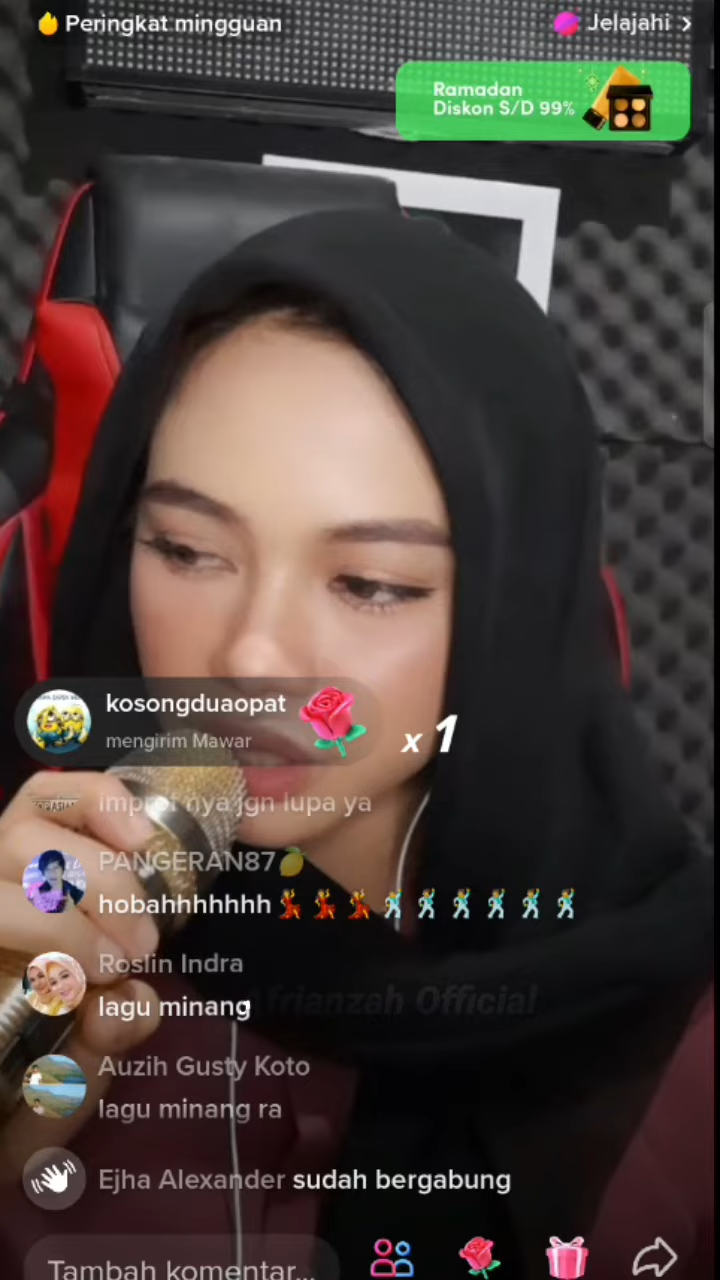 Peringkat mingguan
Jelajahi >
Ramadan
Diskon S/D 99%
kosongduaopat
mengirim Mawar
x 1
improf nya jgn lupa ya
PANGERAN87🍋
hobahhhhhhh💃💃💃🕺🕺🕺🕺🕺🕺
Roslin Indra
lagu minang
Afrianzah Official
Auzih Gusty Koto
lagu minang ra
Ejha Alexander sudah bergabung
Tambah komentar...